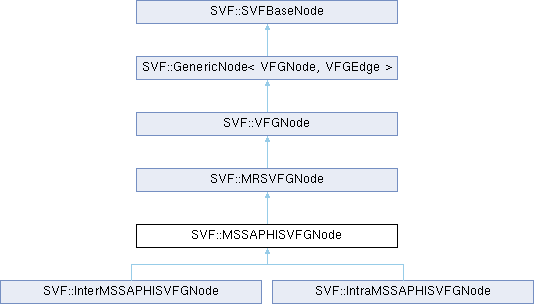 SVF::SVFBaseNode
SVF::GenericNode< VFGNode, VFGEdge >
SVF::VFGNode
SVF::MRSVFGNode
SVF::MSSAPHISVFGNode
SVF::InterMSSAPHISVFGNode
SVF::IntraMSSAPHISVFGNode